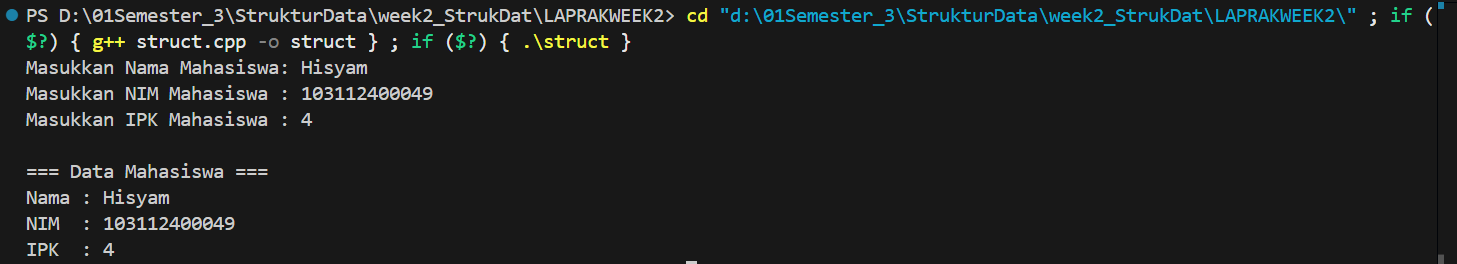 PS D:\01Semester_3\StrukturData\week2_StrukDat\LAPRAKWEEK2> cd "d:\01Semester_3\StrukturData\week2_StrukDat\LAPRAKWEEK2\" ; if (
$?) { g++ struct.cpp -o struct } ; if ($?) { .\struct }
Masukkan Nama Mahasiswa: Hisyam
Masukkan NIM Mahasiswa : 103112400049
Masukkan IPK Mahasiswa : 4
=== Data Mahasiswa ===
Nama : Hisyam
NIM  : 103112400049
IPK  : 4